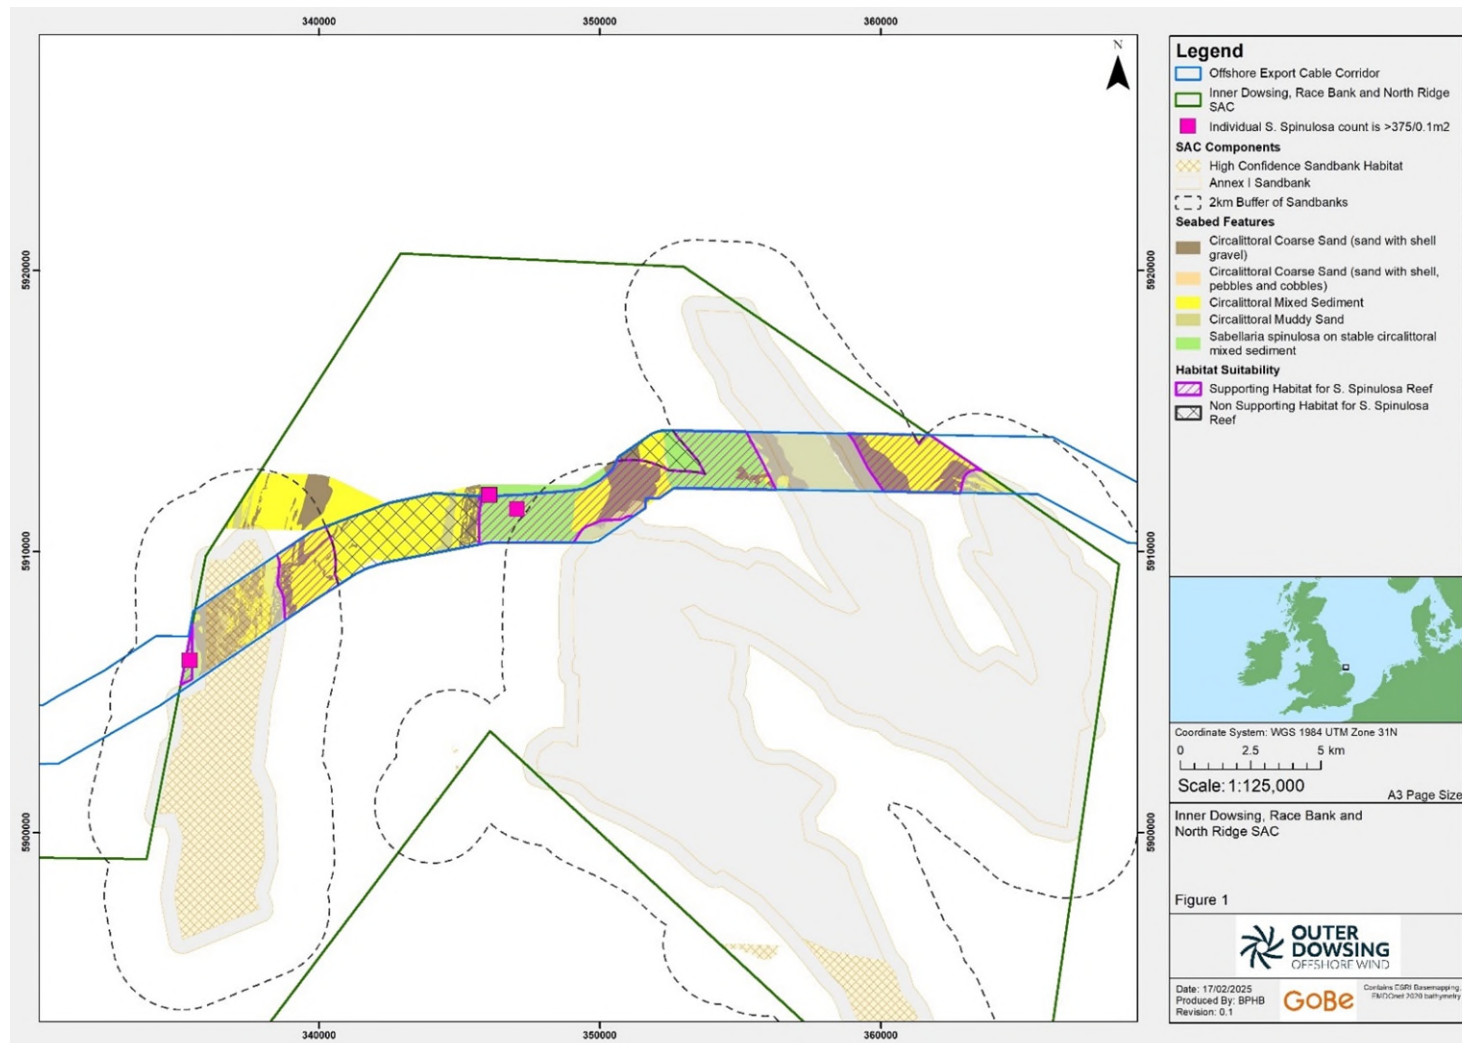 340000
350000
360000
5920000
5910000
5900000
N
5920000
5910000
5900000
340000
350000
360000
Legend
Offshore Export Cable Corridor
Inner Dowsing, Race Bank and North Ridge
SAC
Individual S. Spinulosa count is >375/0.1m2
SAC Components
High Confidence Sandbank Habitat
Annex I Sandbank
2km Buffer of Sandbanks
Seabed Features
Circalittoral Coarse Sand (sand with shell
gravel)
Circalittoral Coarse Sand (sand with shell,
pebbles and cobbles)
Circalittoral Mixed Sediment
Circalittoral Muddy Sand
Sabellaria spinulosa on stable circalittoral
mixed sediment
Habitat Suitability
Supporting Habitat for S. Spinulosa Reef
Non Supporting Habitat for S. Spinulosa
Reef
Coordinate System: WGS 1984 UTM Zone 31N
0 2.5 5 km
Scale: 1:125,000
A3 Page Size
Inner Dowsing, Race Bank and
North Ridge SAC
Figure 1
OUTER
DOWSING
OFFSHORE WIND
Date: 17/02/2025
Produced By: BPHB
Revision: 0.1
GoBe
Contains ESRI Basemapping,
EMODnet 2020 bathymetry